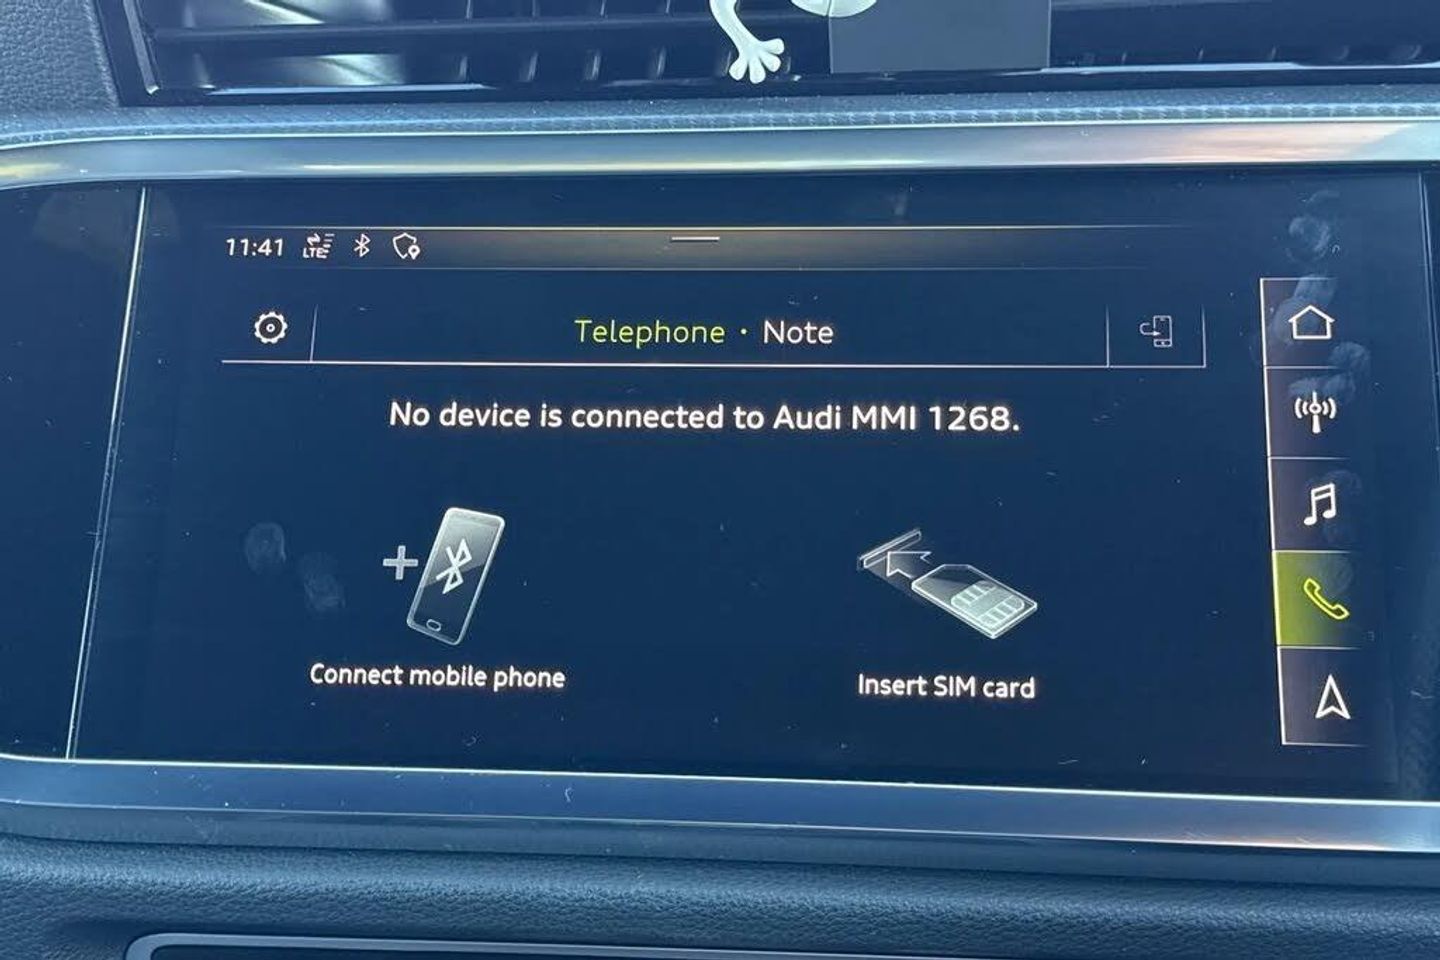 11:41 LTE
Telephone · Note
No device is connected to Audi MMI 1268.
Connect mobile phone
Insert SIM card